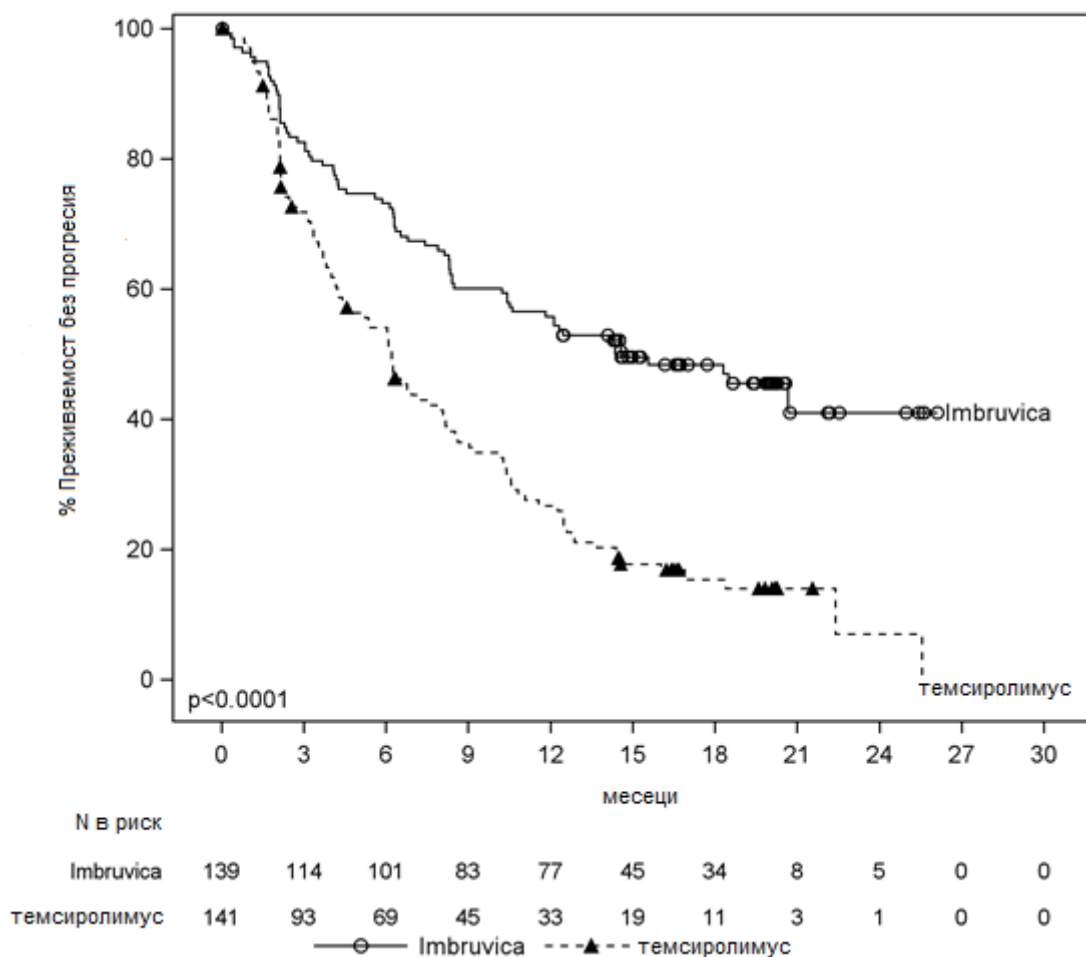 % Преживяемост без прогресия
100
80
60
40
20
0
Imbruvica
темсиролимус
p<0.0001
0 3 6 9 12 15 18 21 24 27 30
месеци
N в риск
Imbruvica 139 114 101 83 77 45 34 8 5 0 0
темсиролимус 141 93 69 45 33 19 11 3 1 0 0
Imbruvica темсиролимус